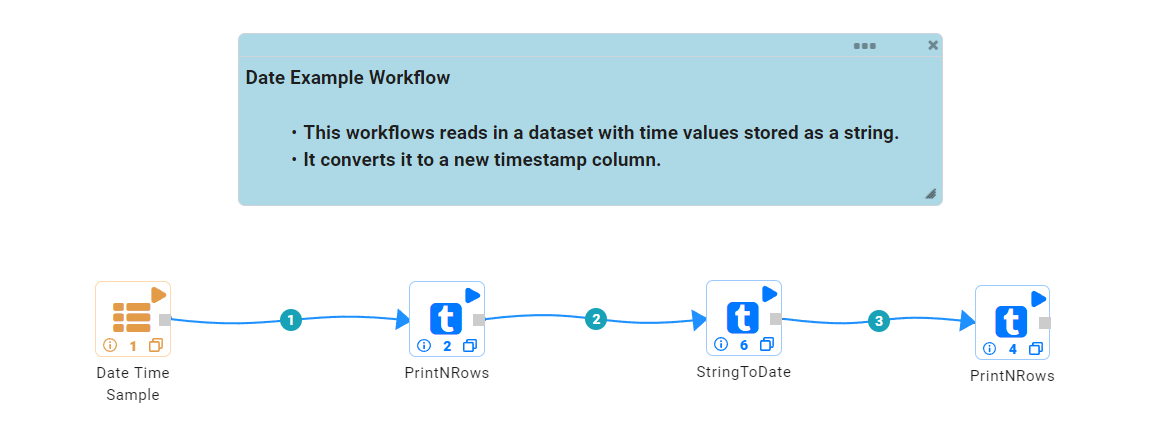 Date Example Workflow
• This workflows reads in a dataset with time values stored as a string.
• It converts it to a new timestamp column.
1
2
3
t
t
t
1
2
6
4
Date Time
Sample
PrintNRows
StringToDate
PrintNRows